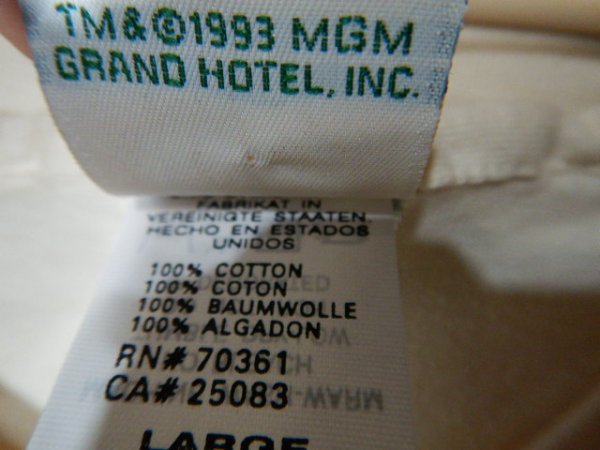 TM&©1993 MGM
GRAND HOTEL, INC.
FABRIKAT IN
VEREINIGTE STAATEN.
HECHO EN ESTADOS
UNIDOS
100% COTTON
100% COTON
100% BAUMWOLLE
100% ALGADON
RN# 70361
CA# 25083
LARGE